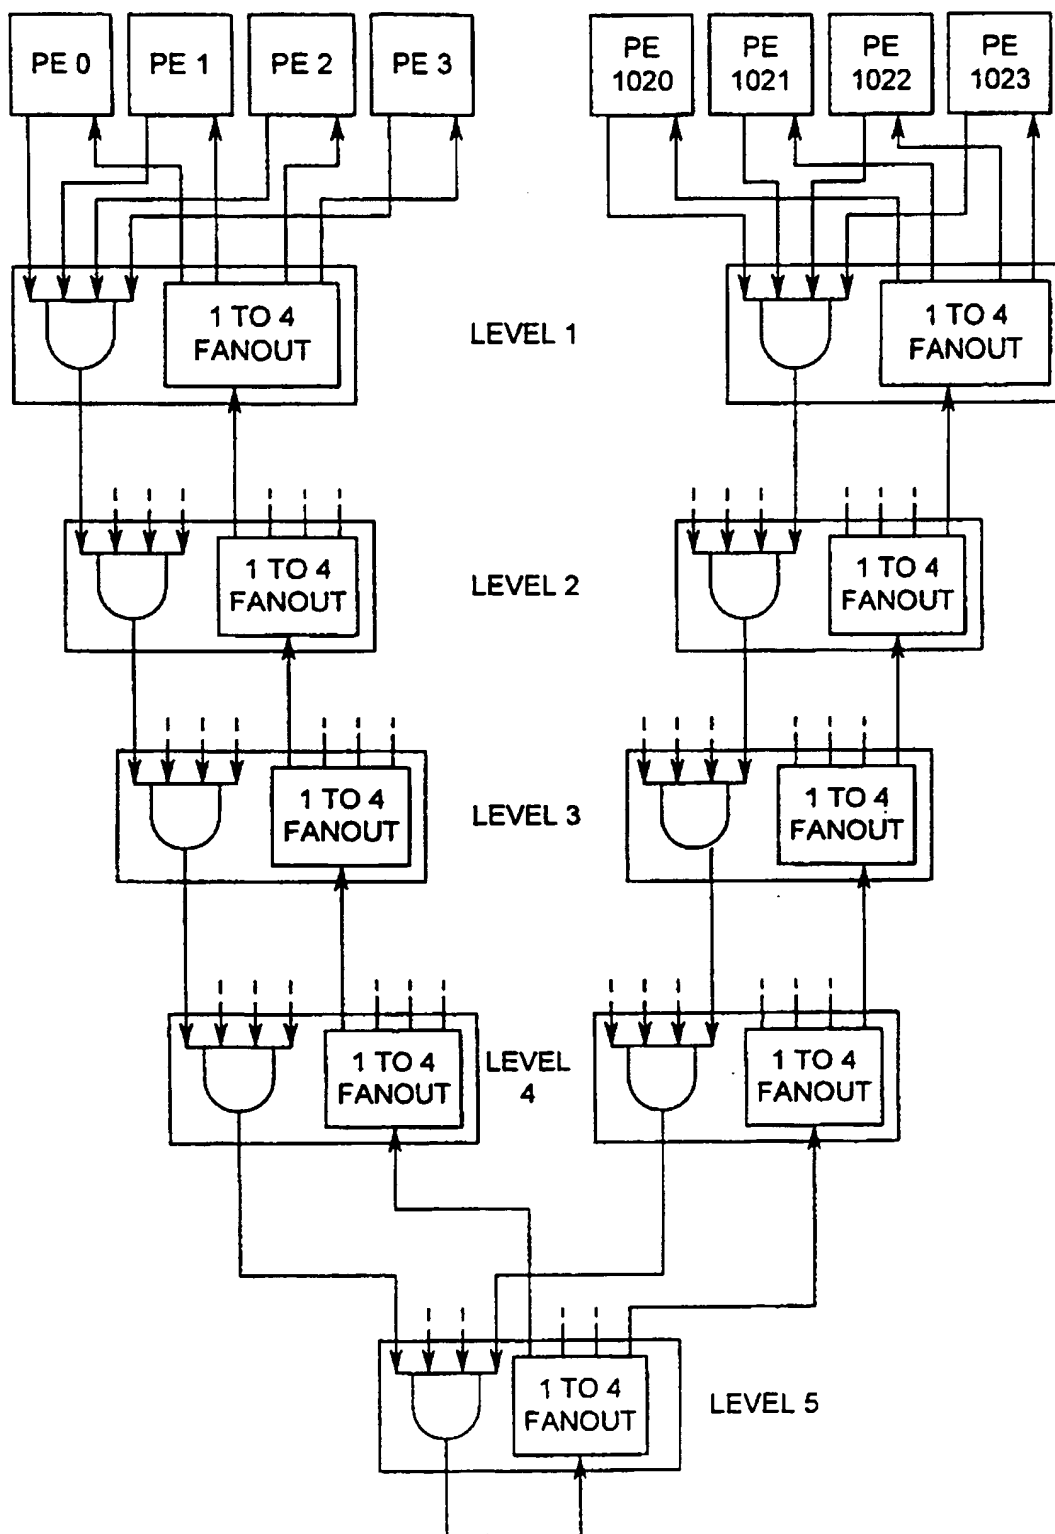 PE 0
PE 1
PE 2
PE 3
PE
1020
PE
1021
PE
1022
PE
1023
1 TO 4
FANOUT
LEVEL 1
1 TO 4
FANOUT
1 TO 4
FANOUT
LEVEL 2
1 TO 4
FANOUT
1 TO 4
FANOUT
LEVEL 3
1 TO 4
FANOUT
1 TO 4
FANOUT
LEVEL
4
1 TO 4
FANOUT
1 TO 4
FANOUT
LEVEL 5